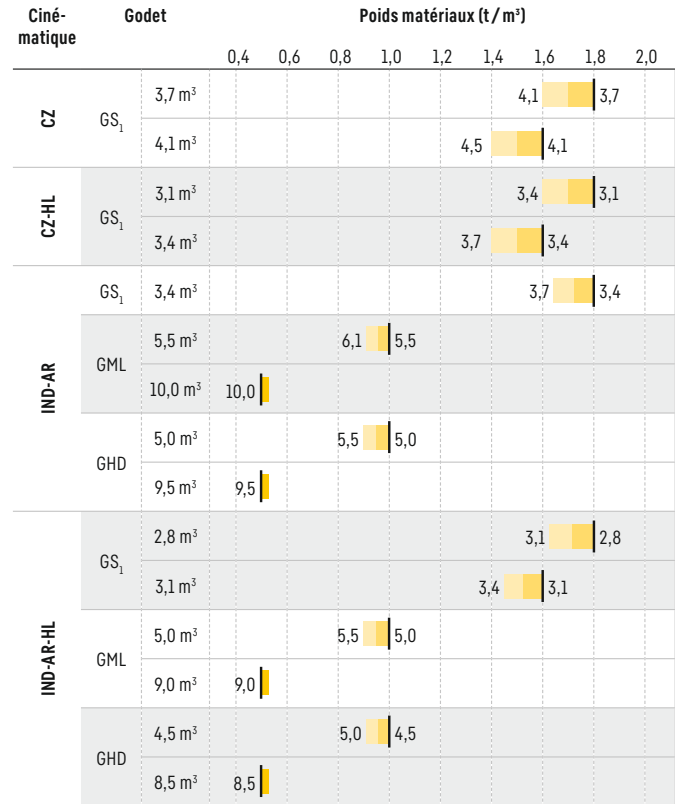 Ciné-
matique
Godet
Poids matériaux (t / m³)
0,4 0,6 0,8 1,0 1,2 1,4 1,6 1,8 2,0
CZ
GS₁
3,7 m³ 4,1 3,7
4,1 m³ 4,5 4,1
CZ-HL
GS₁
3,1 m³ 3,4 3,1
3,4 m³ 3,7 3,4
IND-AR
GS₁ 3,4 m³ 3,7 3,4
GML
5,5 m³ 6,1 5,5
10,0 m³ 10,0
GHD
5,0 m³ 5,5 5,0
9,5 m³ 9,5
IND-AR-HL
GS₁
2,8 m³ 3,1 2,8
3,1 m³ 3,4 3,1
GML
5,0 m³ 5,5 5,0
9,0 m³ 9,0
GHD
4,5 m³ 5,0 4,5
8,5 m³ 8,5